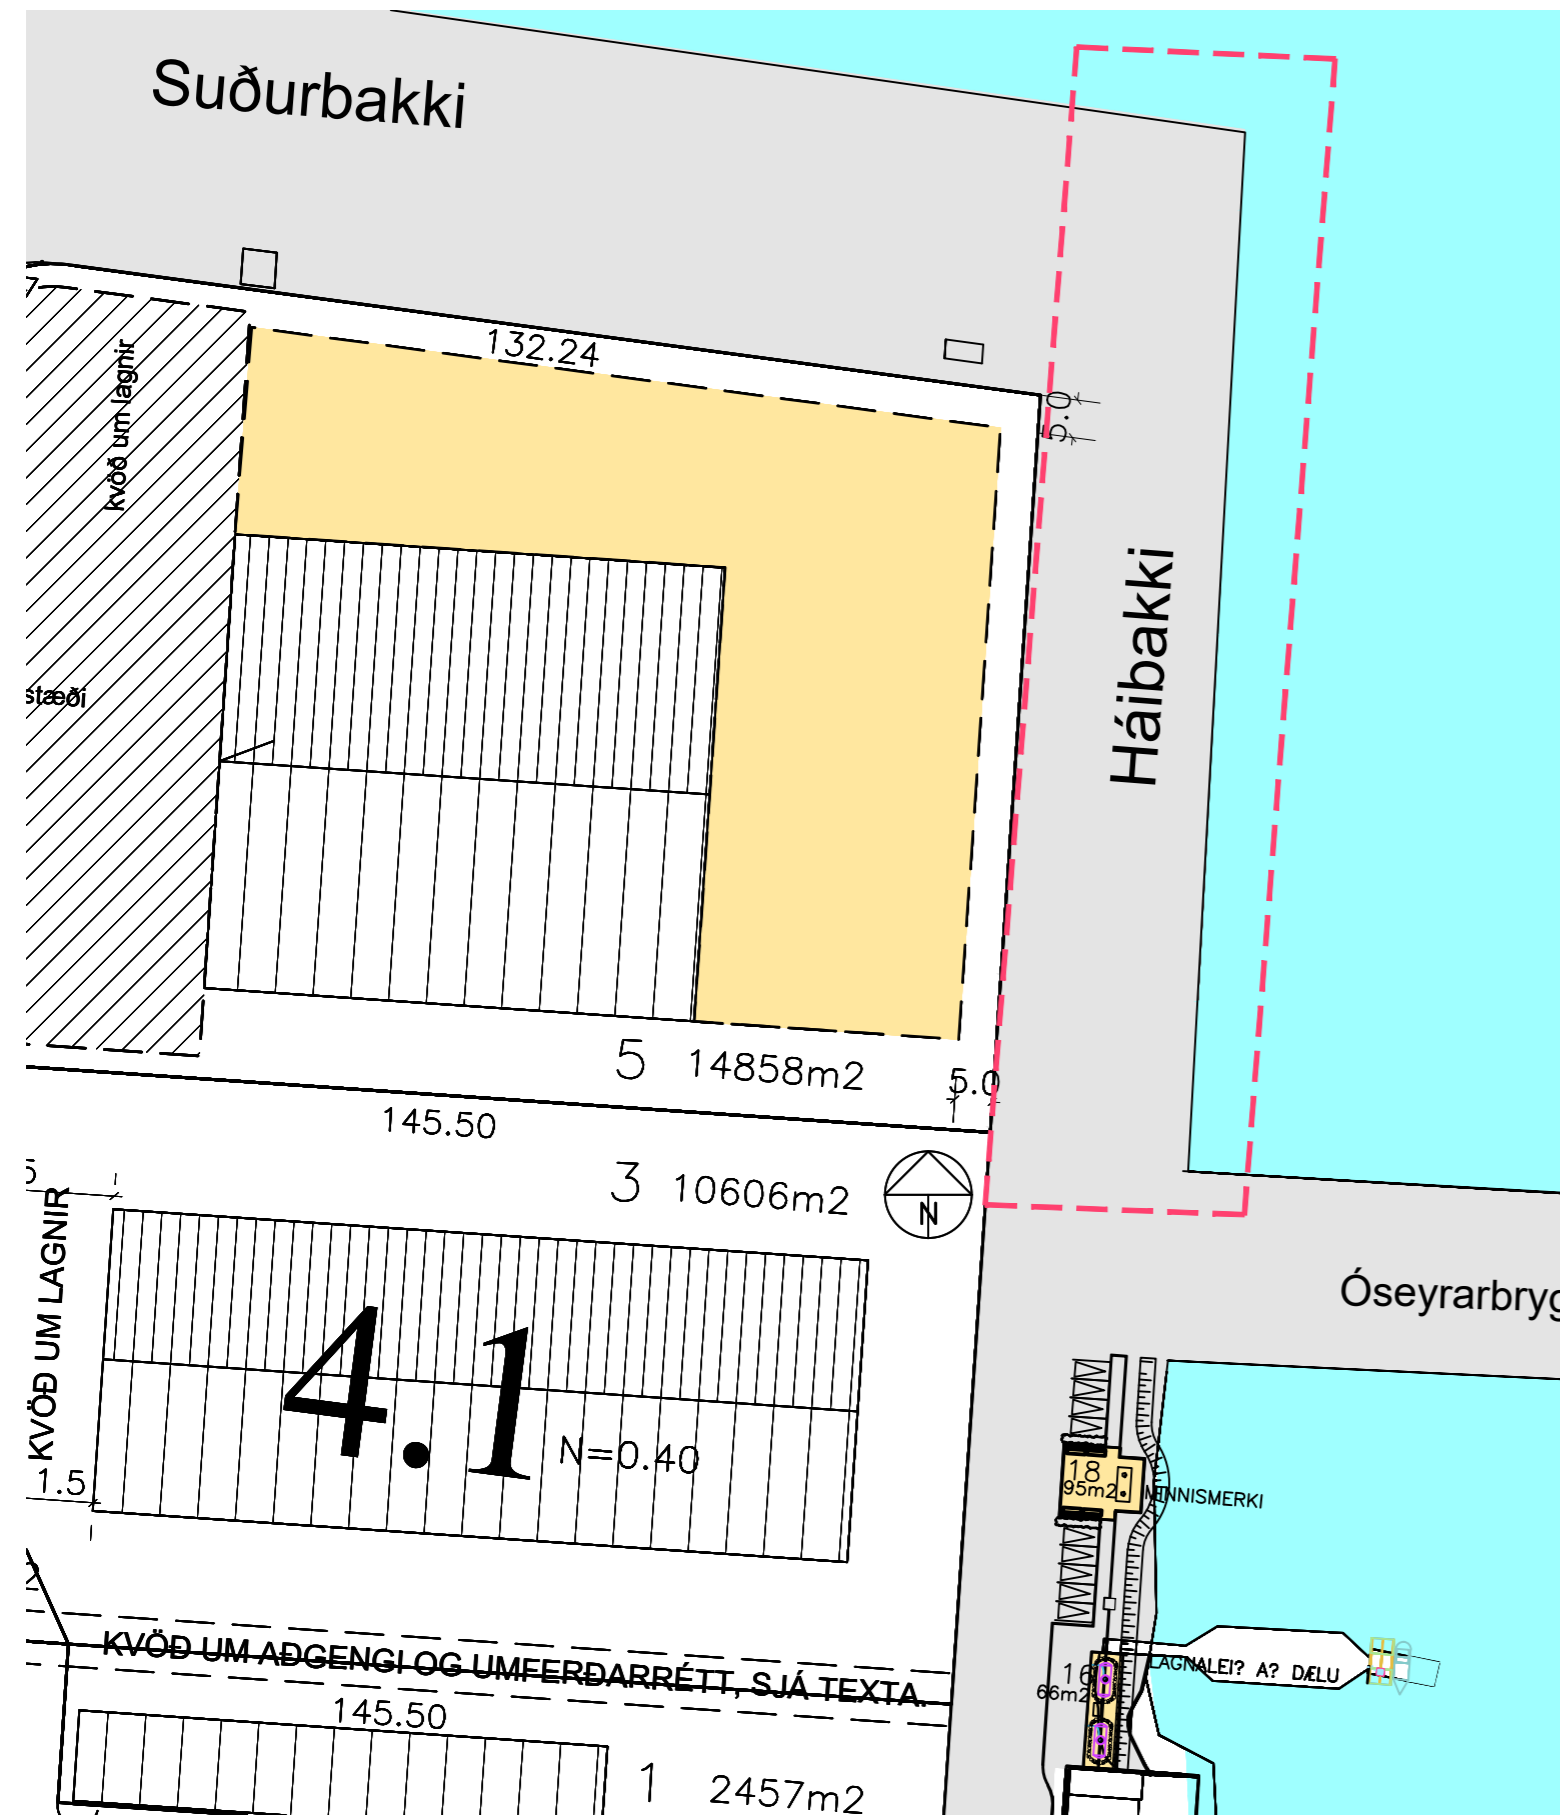 Suðurbakki
132.24
kvöð um lagnir
5.0
Háibakki
stæði
5 14858m2
5.0
145.50
3 10606m2
N
KVÖÐ UM LAGNIR
Óseyrarbryg
4.1
N=0.40
1.5
18
95m2
MINNISMERKI
KVÖÐ UM AÐGENGI OG UMFERÐARRÉTT, SJÁ TEXTA.
16
66m2
LAGNALEI? A? DÆLU
145.50
1 2457m2